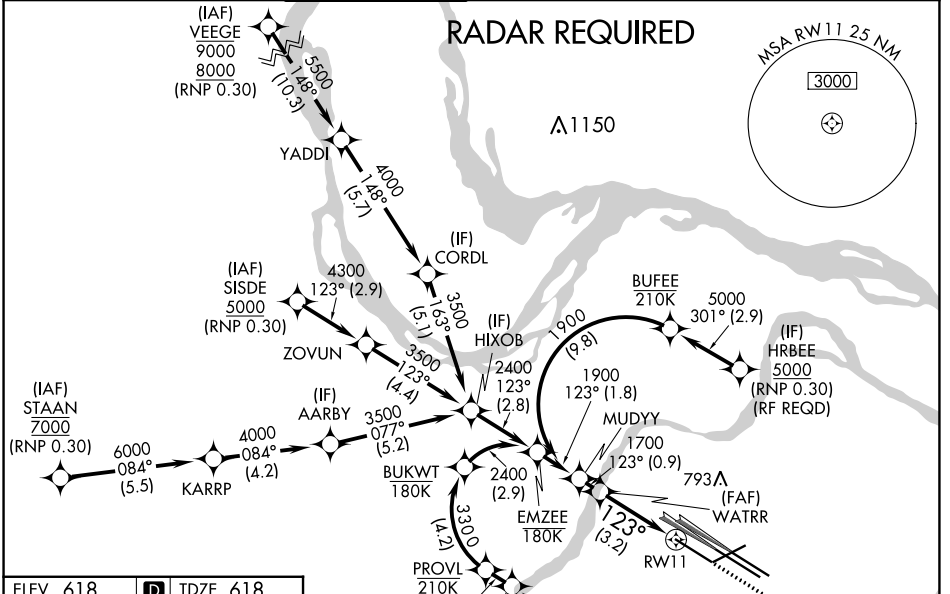 RADAR REQUIRED
(IAF)
VEEGE
9000
8000
(RNP 0.30)
5500
148°
(10.3)
YADDI
4000
148°
(5.7)
1150
MSA RW11 25 NM
3000
(IF)
CORDL
3500
163°
(5.1)
(IAF)
SISDE
5000
(RNP 0.30)
4300
123° (2.9)
ZOVUN
3500
123°
(4.4)
(IF)
HIXOB
2400
123°
(2.8)
1900
(9.8)
BUFEE
210K
5000
301° (2.9)
(IF)
HRBEE
5000
(RNP 0.30)
(RF REQD)
1900
123° (1.8)
MUDYY
1700
123° (0.9)
793
(FAF)
WATRR
(IAF)
STAAN
7000
(RNP 0.30)
6000
084°
(5.5)
KARRP
4000
084°
(4.2)
(IF)
AARBY
3500
077°
(5.2)
BUKWT
180K
2400
(2.9)
EMZEE
180K
123°
(3.2)
RW11
3300
(4.2)
PROVL
210K
ELEV 618
D
TDZE 618